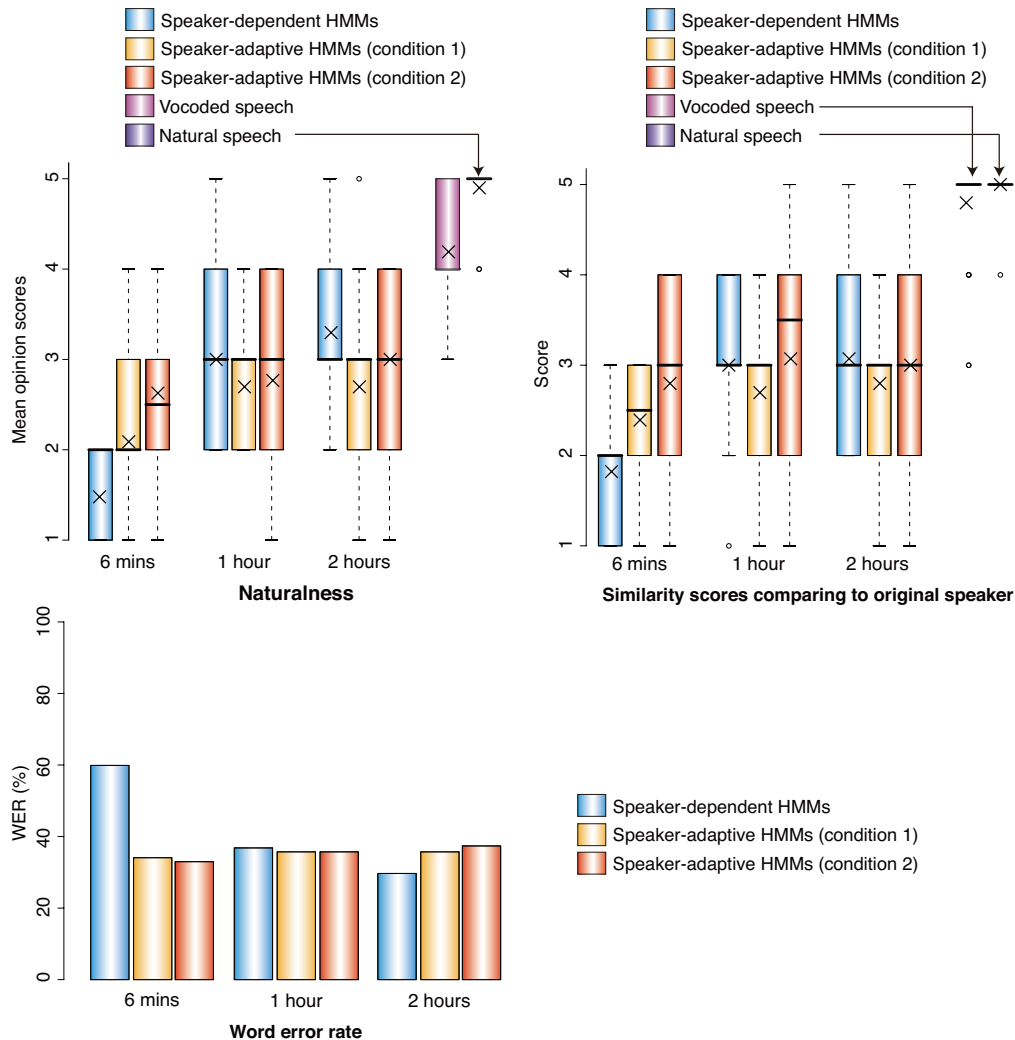 Speaker-dependent HMMs
Speaker-adaptive HMMs (condition 1)
Speaker-adaptive HMMs (condition 2)
Vocoded speech
Natural speech
Mean opinion scores
5
4
3
2
1
6 mins
1 hour
2 hours
Naturalness
Speaker-dependent HMMs
Speaker-adaptive HMMs (condition 1)
Speaker-adaptive HMMs (condition 2)
Vocoded speech
Natural speech
Score
5
4
3
2
1
6 mins
1 hour
2 hours
Similarity scores comparing to original speaker
WER (%)
100
80
60
40
20
0
6 mins
1 hour
2 hours
Word error rate
Speaker-dependent HMMs
Speaker-adaptive HMMs (condition 1)
Speaker-adaptive HMMs (condition 2)